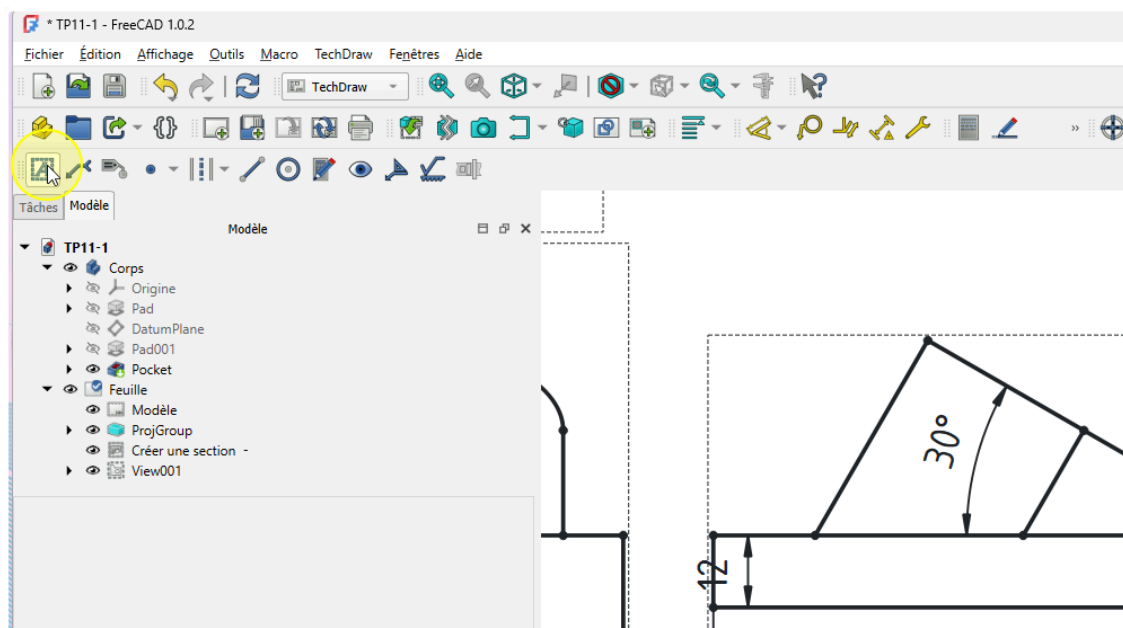 * TP11-1 - FreeCAD 1.0.2
Fichier Édition Affichage Outils Macro TechDraw Fenêtres Aide
TechDraw
Tâches Modèle
Modèle
TP11-1
Corps
Origine
Pad
DatumPlane
Pad001
Pocket
Feuille
Modèle
ProjGroup
Créer une section -
View001
30°
12